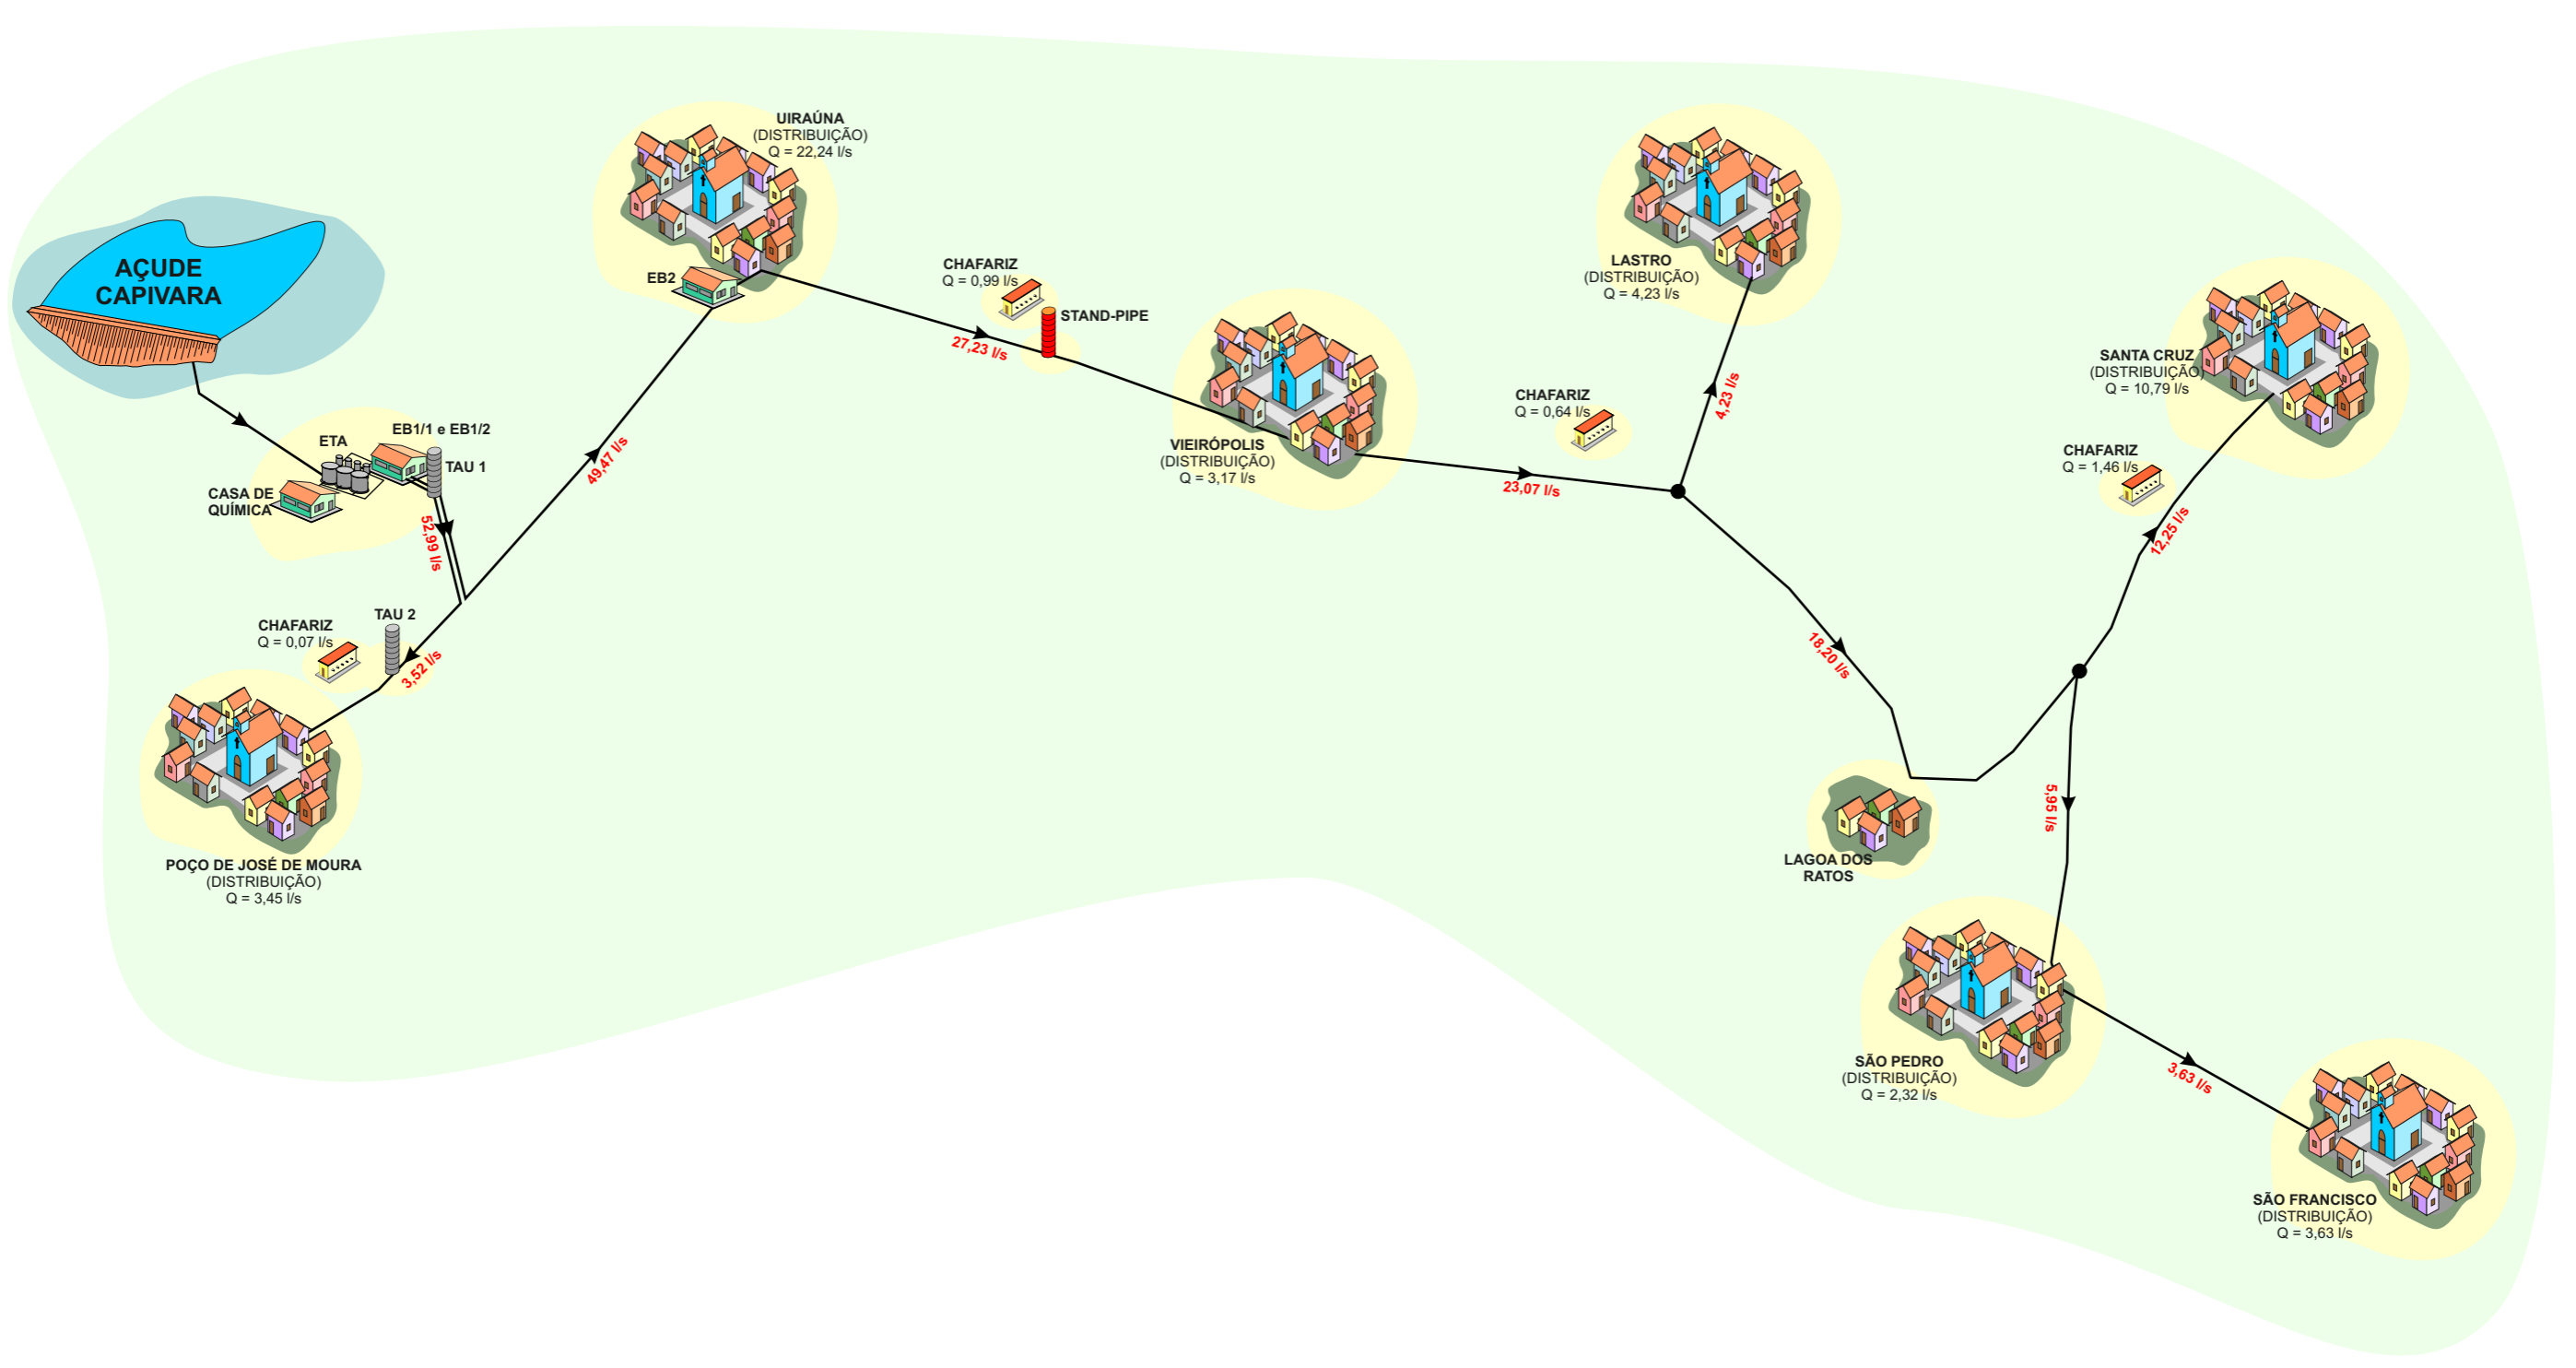 UIRAÚNA
(DISTRIBUIÇÃO)
Q = 22,24 l/s
AÇUDE
CAPIVARA
EB2
CHAFARIZ
Q = 0,99 l/s
STAND-PIPE
27,23 l/s
LASTRO
(DISTRIBUIÇÃO)
Q = 4,23 l/s
SANTA CRUZ
(DISTRIBUIÇÃO)
Q = 10,79 l/s
4,23 l/s
CHAFARIZ
Q = 0,64 l/s
ETA
EB1/1 e EB1/2
TAU 1
CASA DE
QUÍMICA
52,99 l/s
49,47 l/s
VIEIRÓPOLIS
(DISTRIBUIÇÃO)
Q = 3,17 l/s
23,07 l/s
CHAFARIZ
Q = 1,46 l/s
12,25 l/s
CHAFARIZ
Q = 0,07 l/s
TAU 2
3,52 l/s
18,20 l/s
POÇO DE JOSÉ DE MOURA
(DISTRIBUIÇÃO)
Q = 3,45 l/s
5,95 l/s
LAGOA DOS
RATOS
SÃO PEDRO
(DISTRIBUIÇÃO)
Q = 2,32 l/s
3,63 l/s
SÃO FRANCISCO
(DISTRIBUIÇÃO)
Q = 3,63 l/s